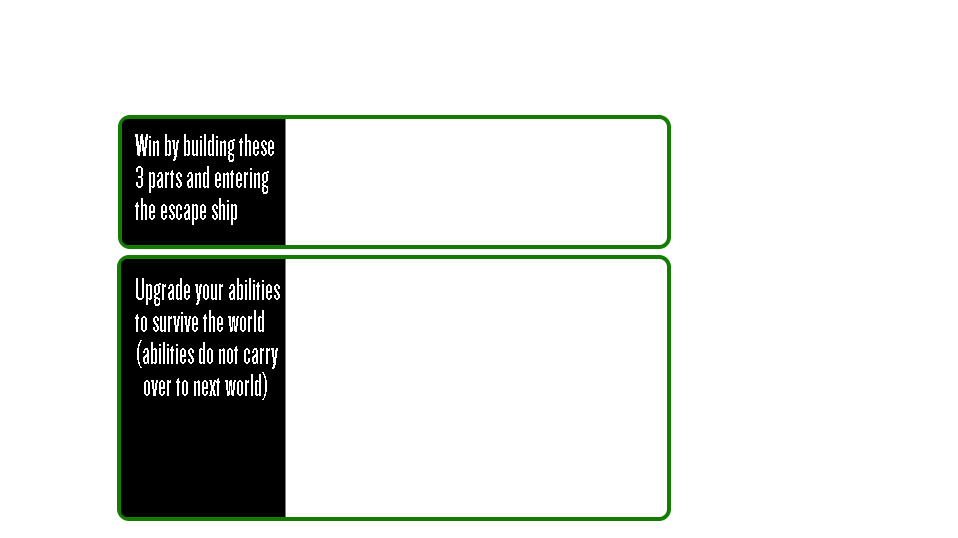 Win by building these
3 parts and entering
the escape ship
Upgrade your abilities
to survive the world
(abilities do not carry
over to next world)